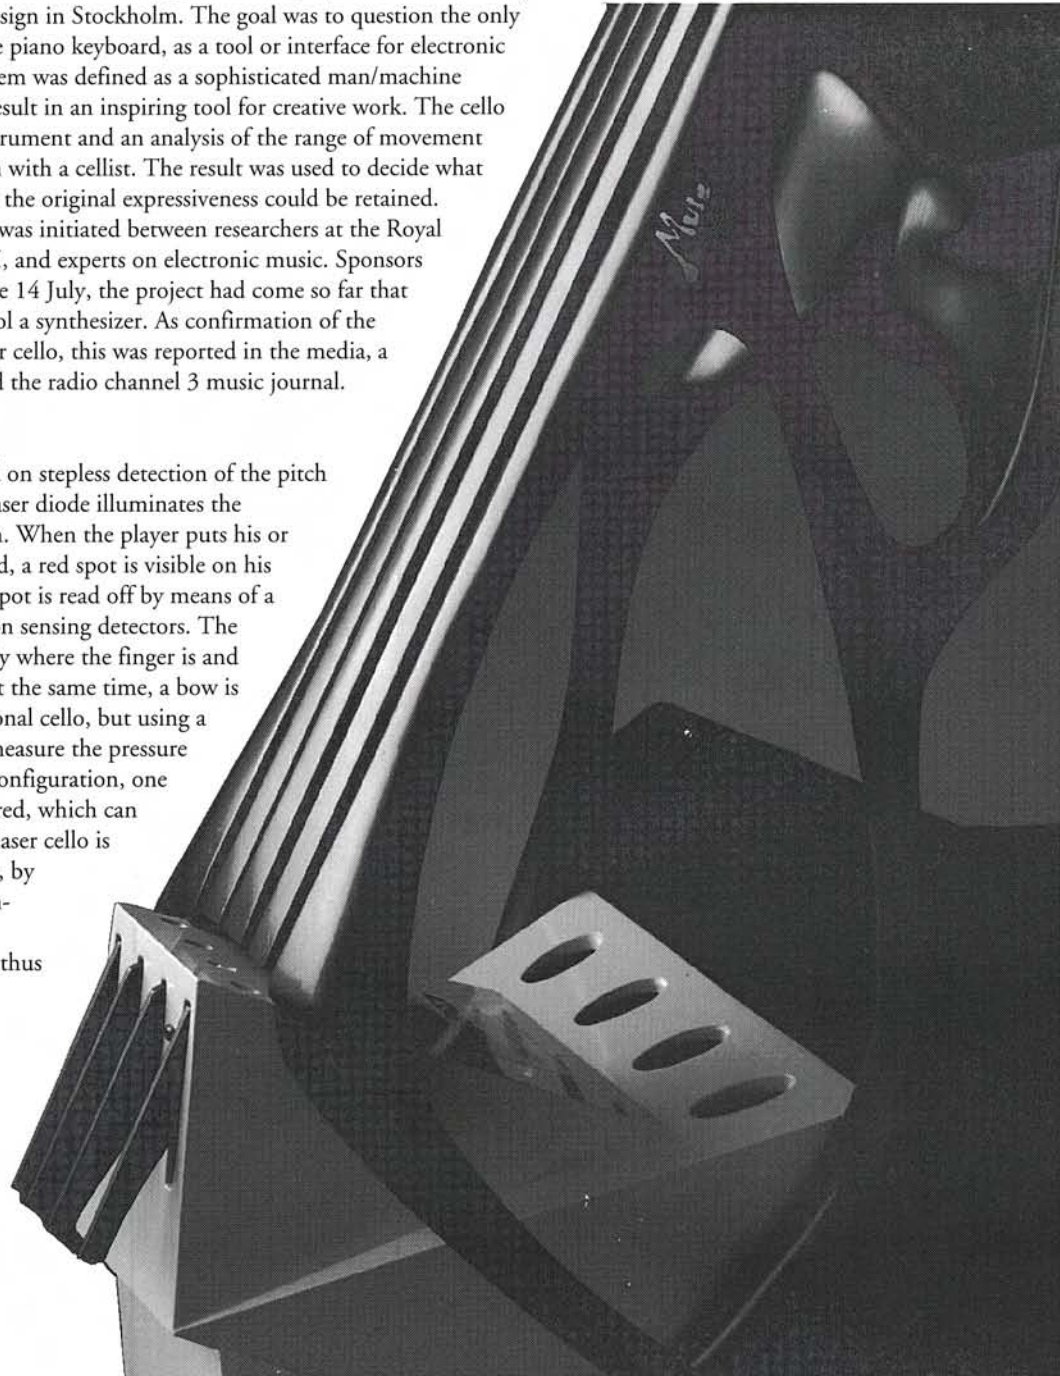 sign in Stockholm. The goal was to question the only
piano keyboard, as a tool or interface for electronic
em was defined as a sophisticated man/machine
esult in an inspiring tool for creative work. The cello
rument and an analysis of the range of movement
with a cellist. The result was used to decide what
the original expressiveness could be retained.
was initiated between researchers at the Royal
, and experts on electronic music. Sponsors
e 14 July, the project had come so far that
ol a synthesizer. As confirmation of the
r cello, this was reported in the media, a
d the radio channel 3 music journal.
on stepless detection of the pitch
aser diode illuminates the
. When the player puts his or
d, a red spot is visible on his
pot is read off by means of a
on sensing detectors. The
y where the finger is and
t the same time, a bow is
onal cello, but using a
neasure the pressure
onfiguration, one
red, which can
aser cello is
, by
-
thus
Muse